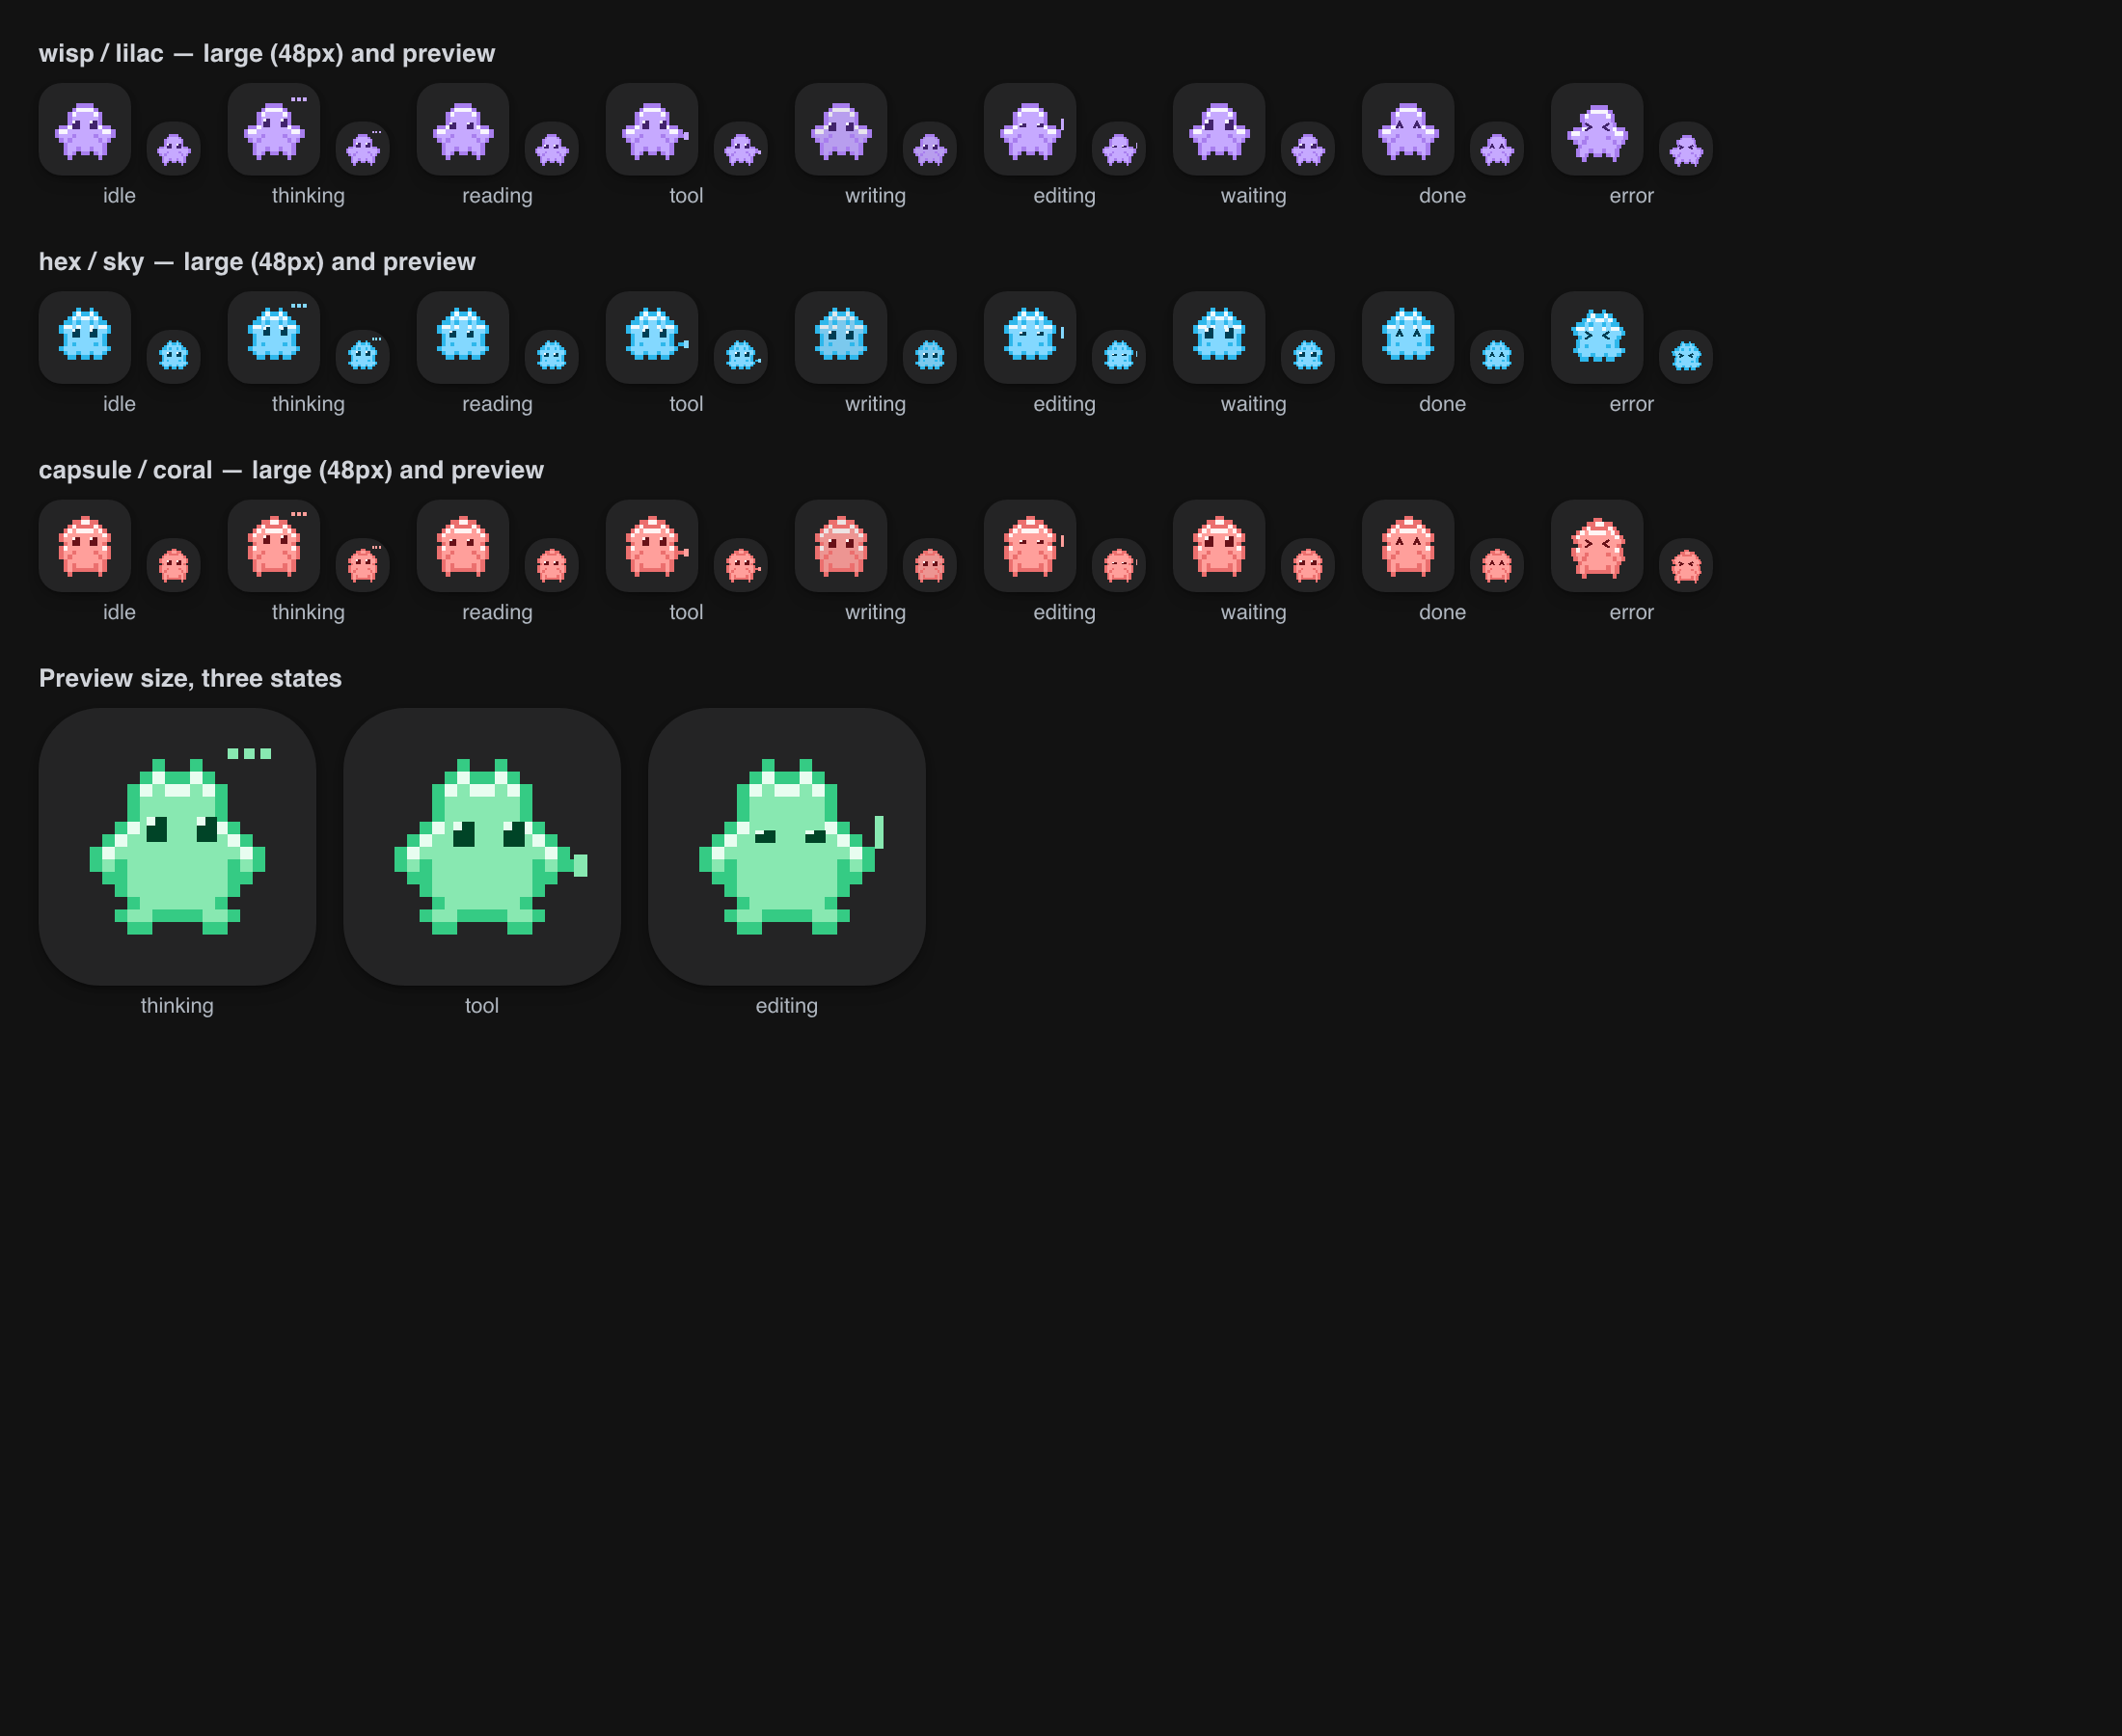 wisp / lilac — large (48px) and preview
idle thinking reading tool writing editing waiting done error
hex / sky — large (48px) and preview
idle thinking reading tool writing editing waiting done error
capsule / coral — large (48px) and preview
idle thinking reading tool writing editing waiting done error
Preview size, three states
thinking tool editing